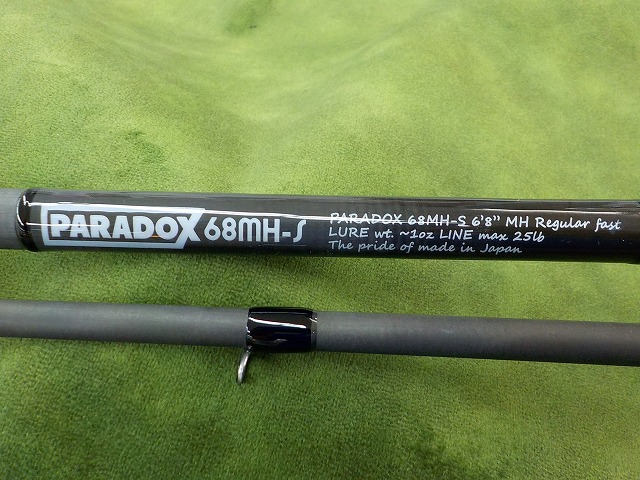 PARADOX 68MH-S
PARADOX 68MH-S 6'8" MH Regular fast
LURE wt. ~1oz LINE max 25lb
The pride of made in Japan